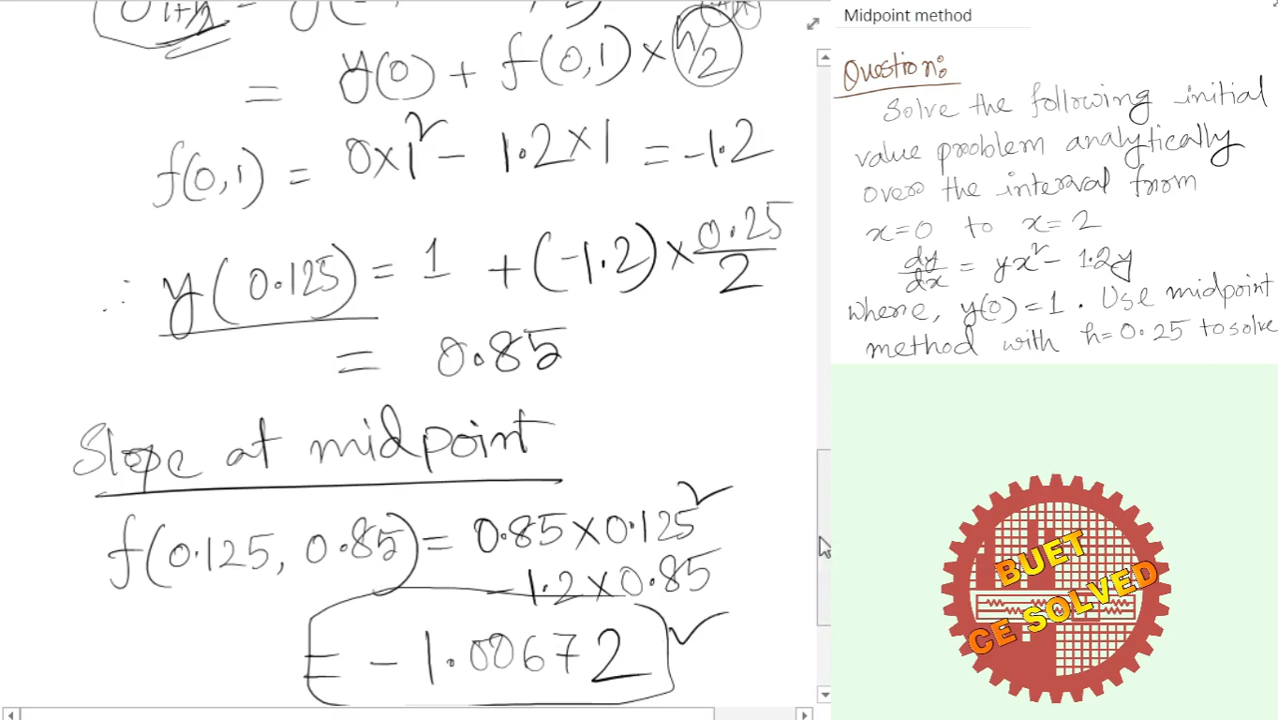 = y(0) + f(0,1) × h/2
f(0,1) = 0×1² - 1.2×1 = -1.2
∴ y(0.125) = 1 + (-1.2) × 0.25/2
= 0.85
Slope at midpoint
f(0.125, 0.85) = 0.85×0.125²
- 1.2×0.85
= -1.00672
Midpoint method
Question:
Solve the following initial
value problem analytically
over the interval from
x=0 to x=2
dy/dx = yx² - 1.2y
where, y(0)=1. Use midpoint
method with h=0.25 to solve
BUET
CE SOLVED